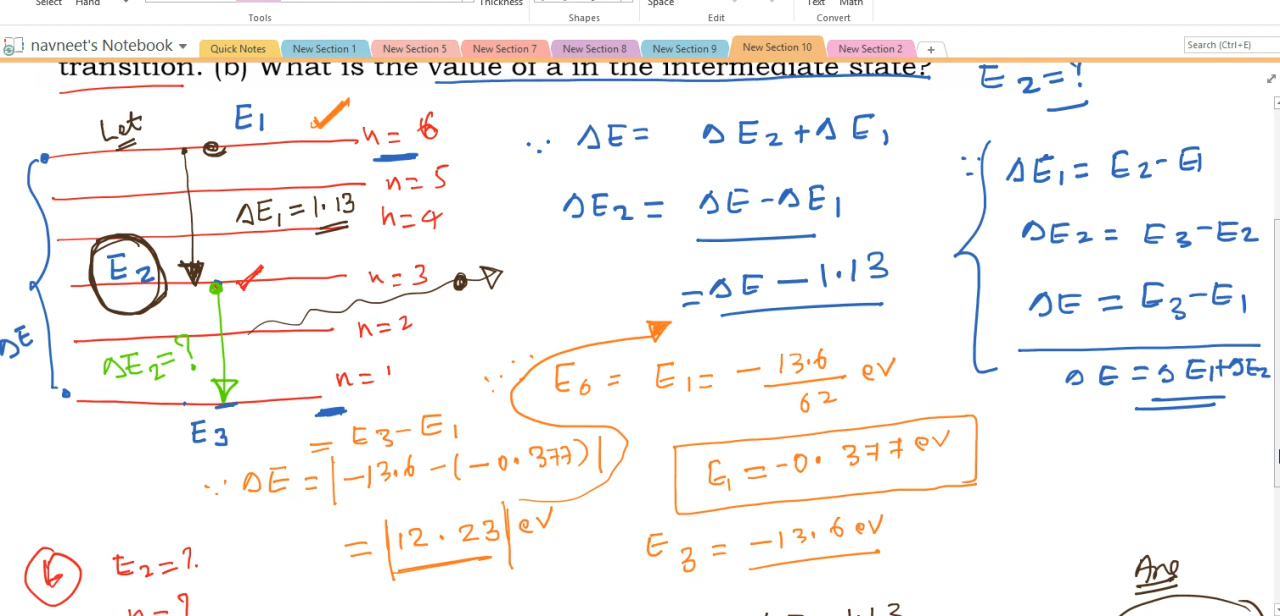 Select Hand Thickness Space Text Math
Tools Shapes Edit Convert
navneet's Notebook Quick Notes New Section 1 New Section 5 New Section 7 New Section 8 New Section 9 New Section 10 New Section 2 + Search (Ctrl+E)
transition. (b) What is the value of a in the intermediate state?
E2=?
Let E1
n = 6
n = 5
ΔE1 = 1.13
n = 4
E2
n = 3
n = 2
ΔE
ΔE2 = ?
n = 1
E3
∵ ΔE = ΔE2 + ΔE1
ΔE2 = ΔE - ΔE1
= ΔE - 1.13
∵ ΔE1 = E2 - E1
ΔE2 = E3 - E2
ΔE = E3 - E1
ΔE = ΔE1 + ΔE2
∵ E6 = E1 = - 13.6 / 62 eV
E1 = -0.377 eV
= E3 - E1
∵ ΔE = |-13.6 - (-0.377)|
= |12.23| eV
E3 = -13.6 eV
6
E2 = ?
n = ?
Ans